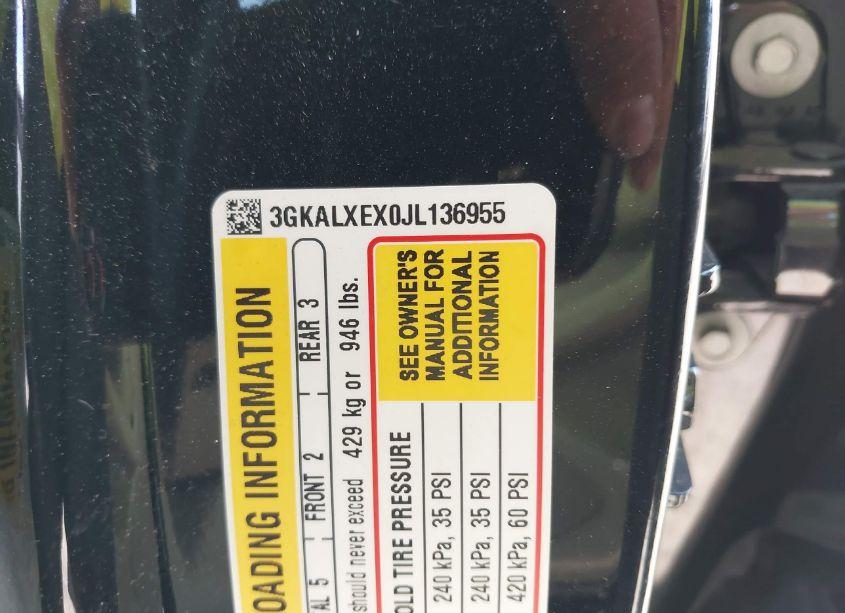 3GKALXEX0JL136955
OADING INFORMATION
AL 5 FRONT 2 REAR 3
should never exceed 429 kg or 946 lbs.
SEE OWNER'S
MANUAL FOR
ADDITIONAL
INFORMATION
OLD TIRE PRESSURE
240 kPa, 35 PSI
240 kPa, 35 PSI
420 kPa, 60 PSI